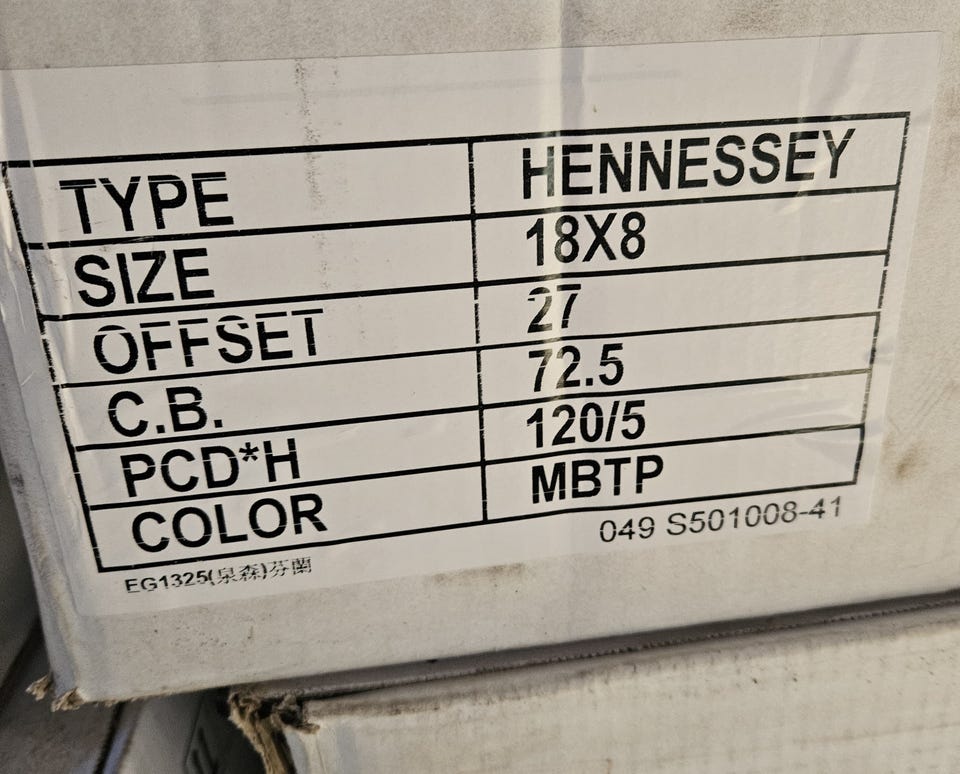 TYPE HENNESSEY
SIZE 18X8
OFFSET 27
C.B. 72.5
PCD*H 120/5
COLOR MBTP
049 S501008-41
EG1325(泉森)芬蘭